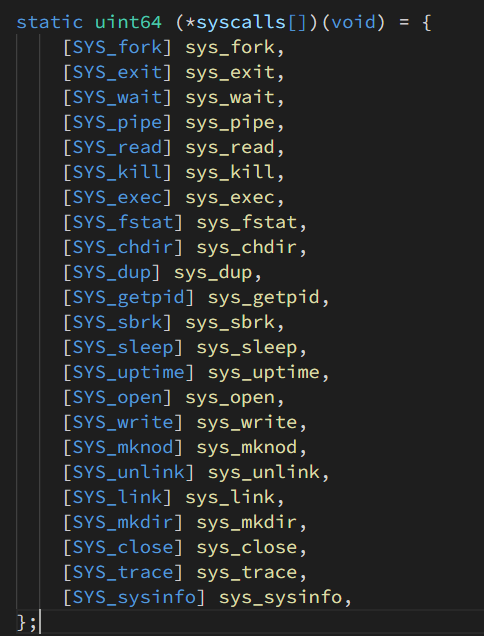 static uint64 (*syscalls[])(void) = {
    [SYS_fork] sys_fork,
    [SYS_exit] sys_exit,
    [SYS_wait] sys_wait,
    [SYS_pipe] sys_pipe,
    [SYS_read] sys_read,
    [SYS_kill] sys_kill,
    [SYS_exec] sys_exec,
    [SYS_fstat] sys_fstat,
    [SYS_chdir] sys_chdir,
    [SYS_dup] sys_dup,
    [SYS_getpid] sys_getpid,
    [SYS_sbrk] sys_sbrk,
    [SYS_sleep] sys_sleep,
    [SYS_uptime] sys_uptime,
    [SYS_open] sys_open,
    [SYS_write] sys_write,
    [SYS_mknod] sys_mknod,
    [SYS_unlink] sys_unlink,
    [SYS_link] sys_link,
    [SYS_mkdir] sys_mkdir,
    [SYS_close] sys_close,
    [SYS_trace] sys_trace,
    [SYS_sysinfo] sys_sysinfo,
};